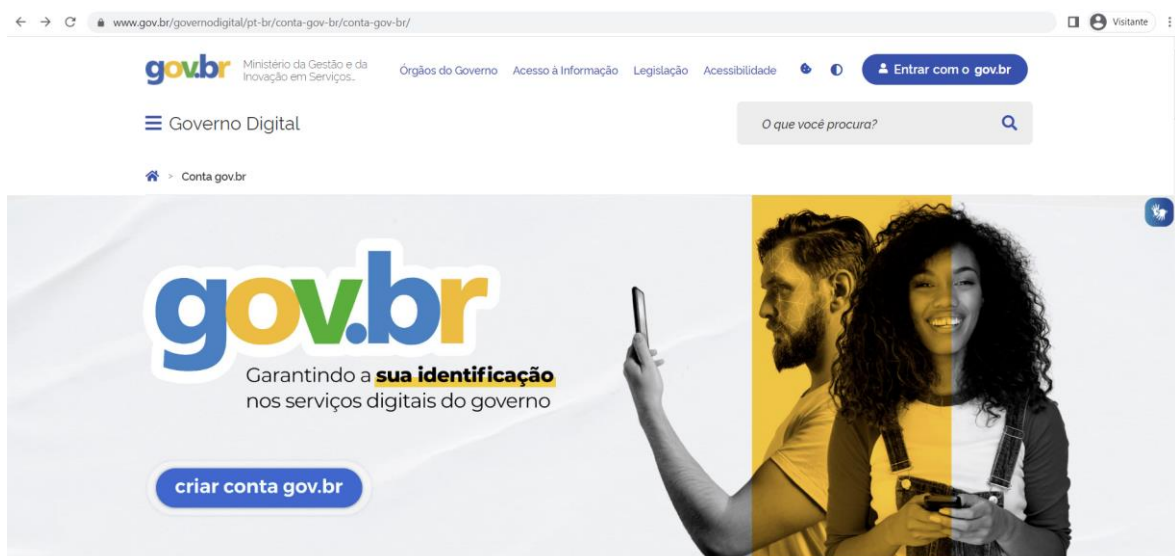 www.gov.br/governodigital/pt-br/conta-gov-br/conta-gov-br/
Visitante
gov.br
Ministério da Gestão e da
Inovação em Serviços...
Órgãos do Governo Acesso à Informação Legislação Acessibilidade
Entrar com o gov.br
Governo Digital
O que você procura?
> Conta gov.br
gov.br
Garantindo a sua identificação
nos serviços digitais do governo
criar conta gov.br